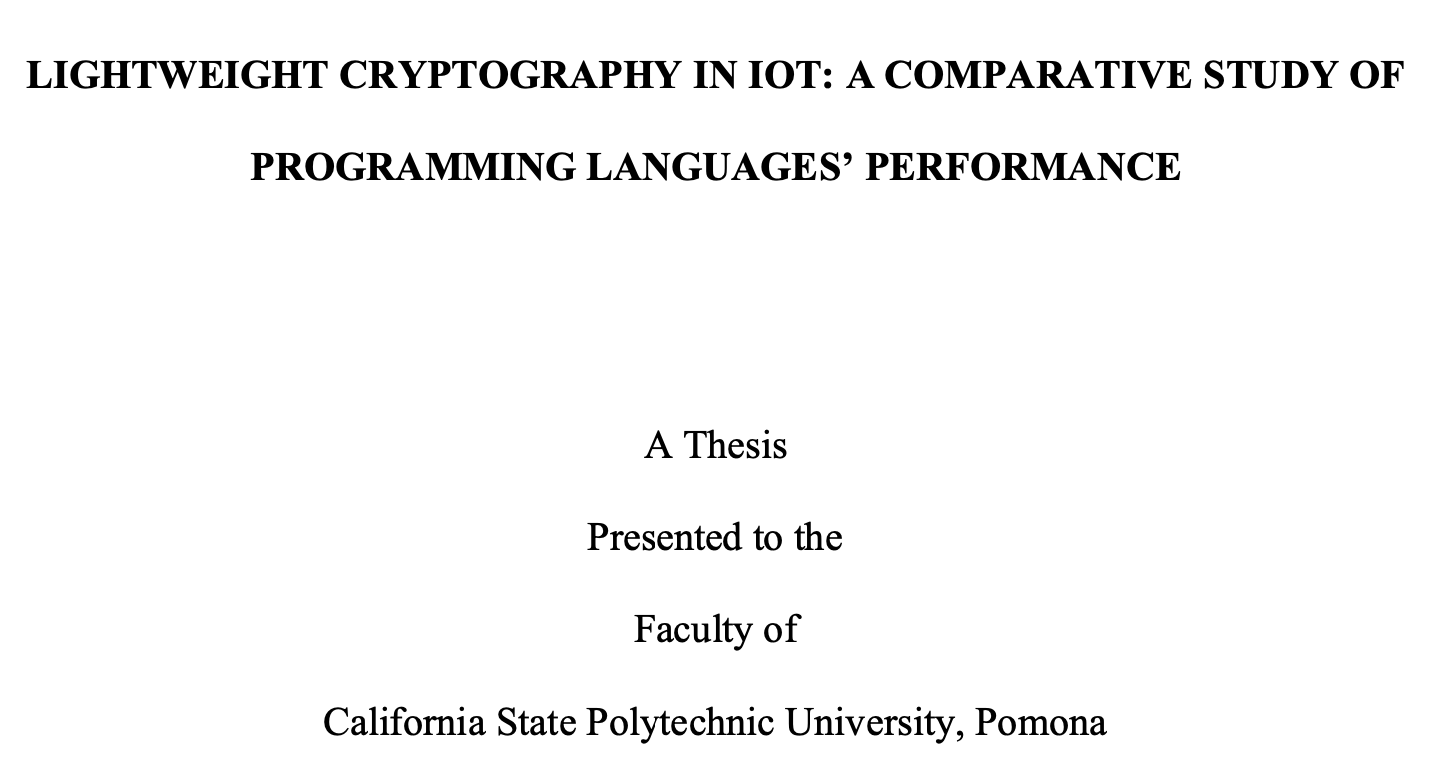 LIGHTWEIGHT CRYPTOGRAPHY IN IOT: A COMPARATIVE STUDY OF
PROGRAMMING LANGUAGES’ PERFORMANCE
A Thesis
Presented to the
Faculty of
California State Polytechnic University, Pomona